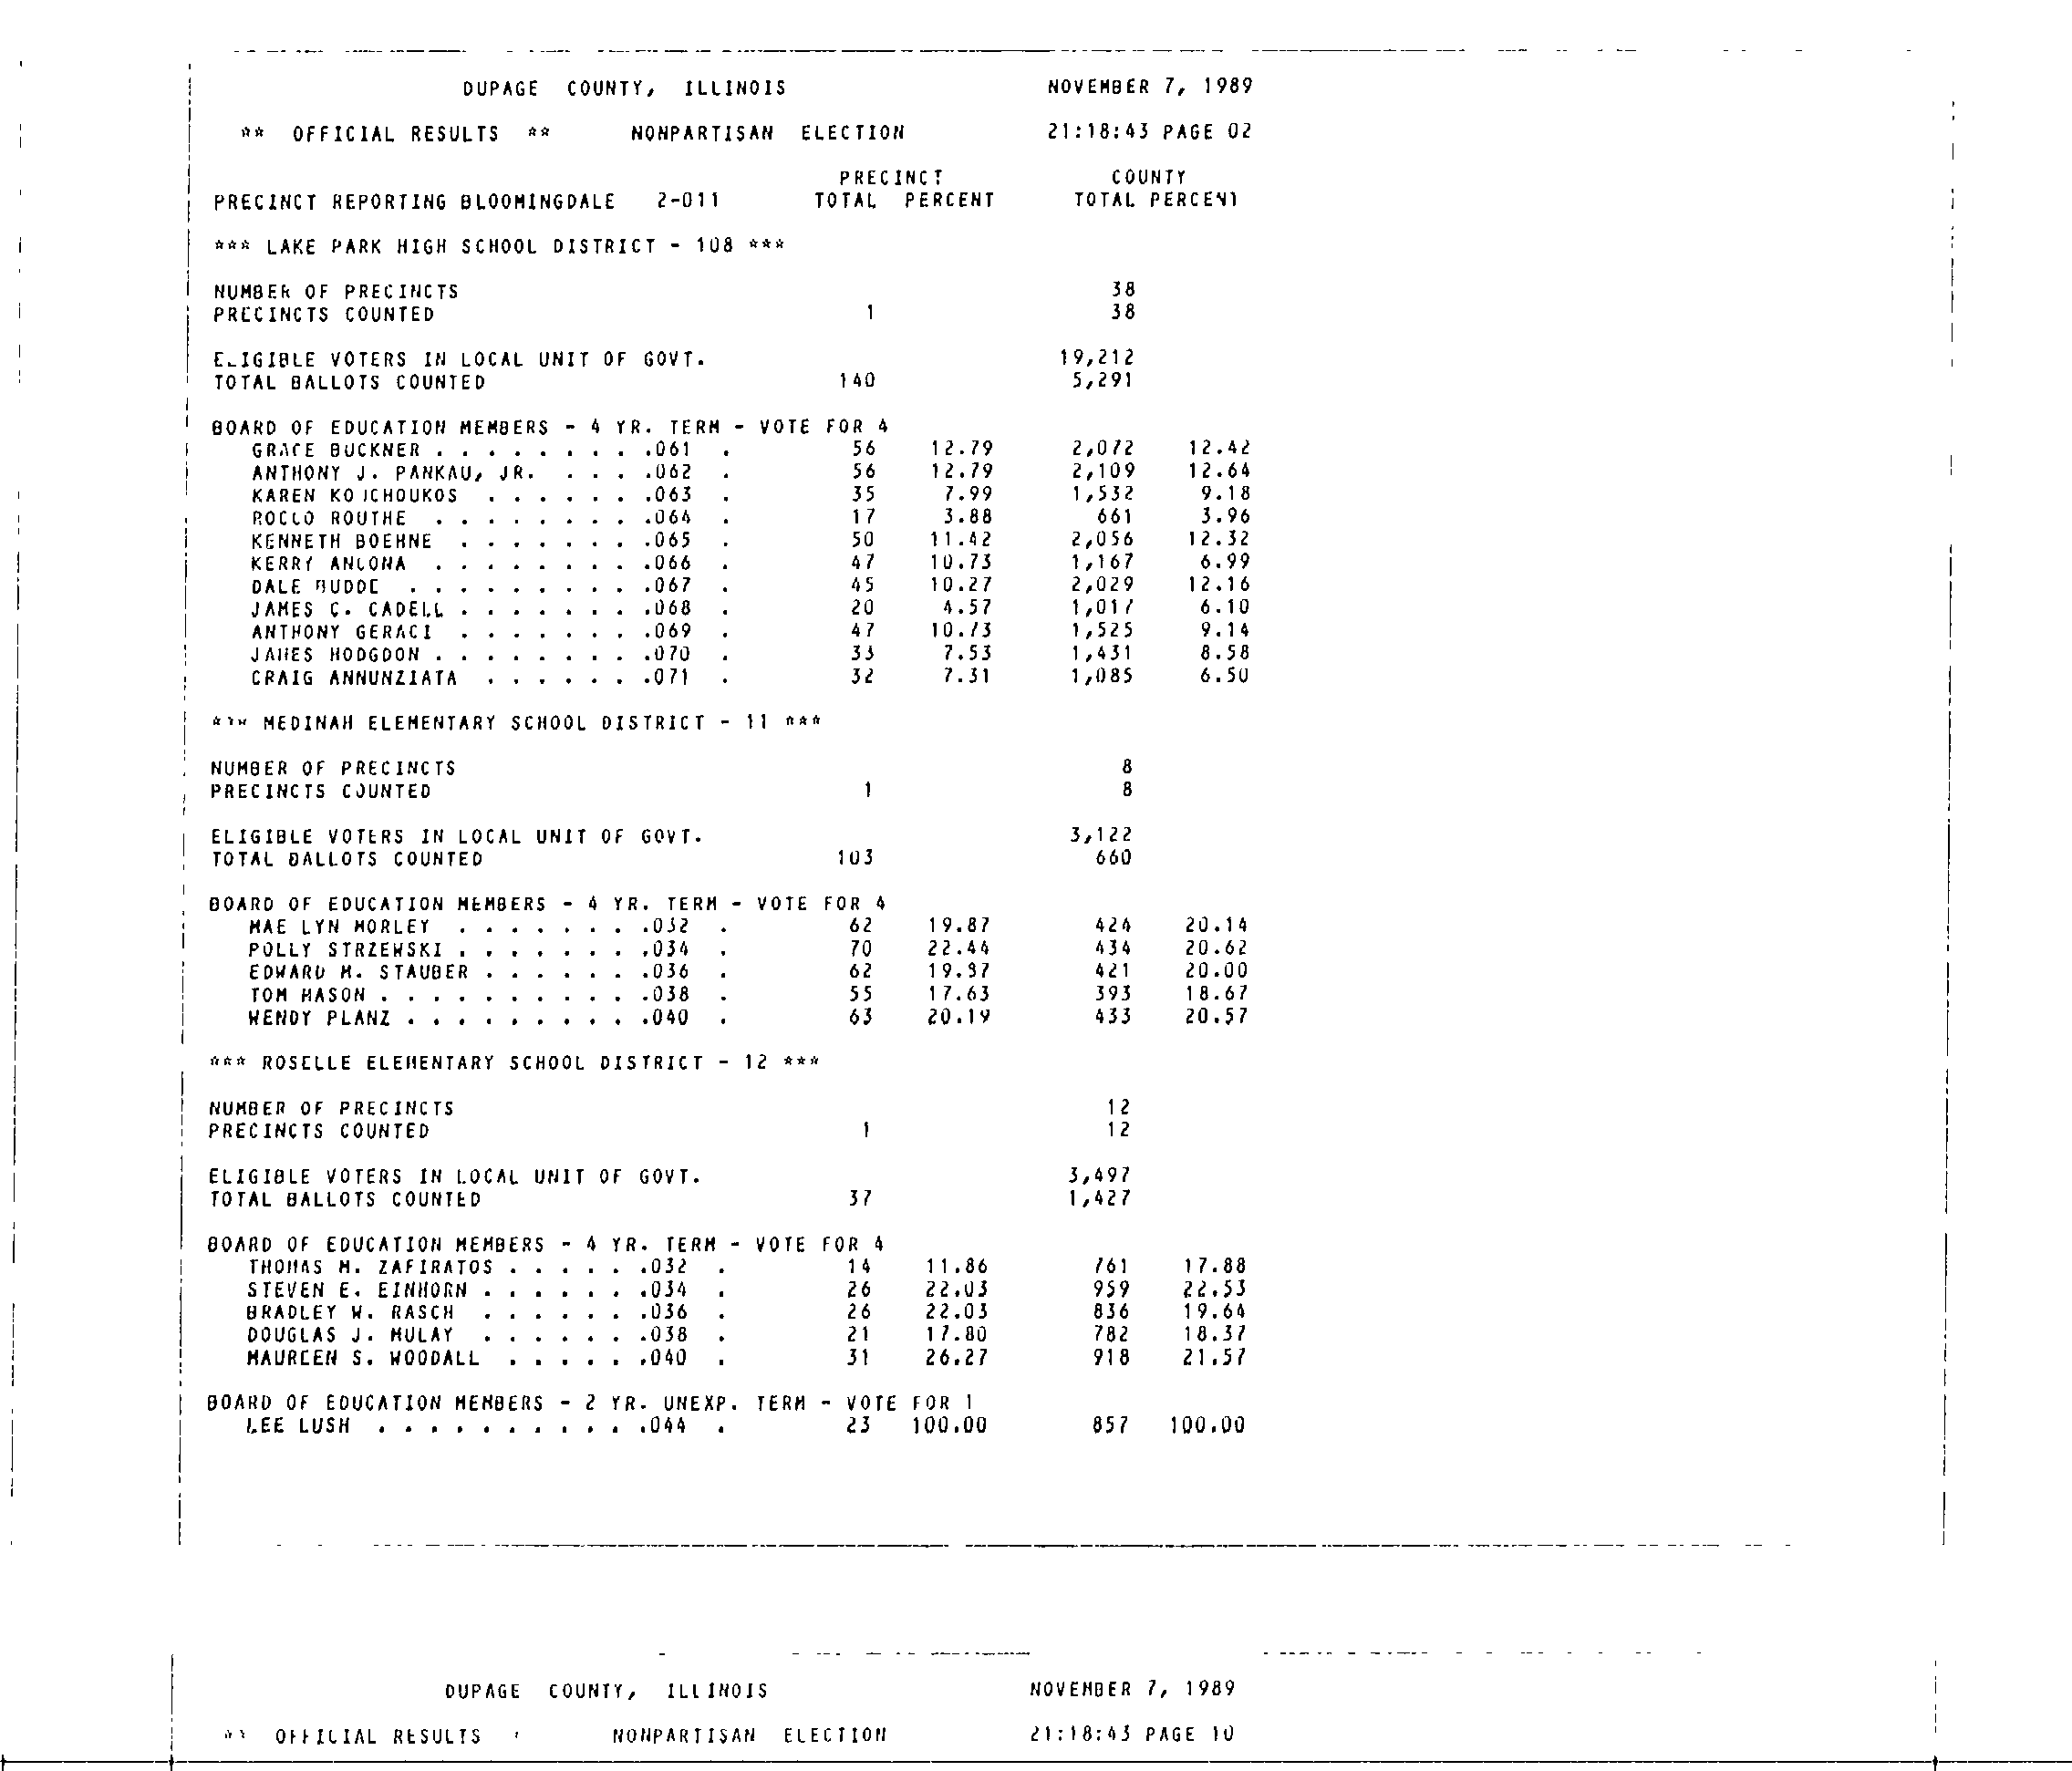 DUPAGE COUNTY, ILLINOIS NOVEMBER 7, 1989
** OFFICIAL RESULTS ** NONPARTISAN ELECTION 21:18:43 PAGE 02
PRECINCT COUNTY
PRECINCT REPORTING BLOOMINGDALE 2-011 TOTAL PERCENT TOTAL PERCENT
*** LAKE PARK HIGH SCHOOL DISTRICT - 108 ***
NUMBER OF PRECINCTS 38
PRECINCTS COUNTED 1 38
ELIGIBLE VOTERS IN LOCAL UNIT OF GOVT. 19,212
TOTAL BALLOTS COUNTED 140 5,291
BOARD OF EDUCATION MEMBERS - 4 YR. TERM - VOTE FOR 4
GRACE BUCKNER . . . . . . . . .061 . 56 12.79 2,072 12.42
ANTHONY J. PANKAU, JR. . . . .062 . 56 12.79 2,109 12.64
KAREN KOUCHOUKOS . . . . . . .063 . 35 7.99 1,532 9.18
ROCCO ROUTHE . . . . . . . . .064 . 17 3.88 661 3.96
KENNETH BOEHNE . . . . . . . .065 . 50 11.42 2,056 12.32
KERRY ANCONA . . . . . . . . .066 . 47 10.73 1,167 6.99
DALE BUDDE . . . . . . . . . .067 . 45 10.27 2,029 12.16
JAMES C. CADELL . . . . . . . .068 . 20 4.57 1,017 6.10
ANTHONY GERACI . . . . . . . .069 . 47 10.73 1,525 9.14
JAMES HODGDON . . . . . . . . .070 . 33 7.53 1,431 8.58
CRAIG ANNUNZIATA . . . . . . .071 . 32 7.31 1,085 6.50
*** MEDINAH ELEMENTARY SCHOOL DISTRICT - 11 ***
NUMBER OF PRECINCTS 8
PRECINCTS COUNTED 1 8
ELIGIBLE VOTERS IN LOCAL UNIT OF GOVT. 3,122
TOTAL BALLOTS COUNTED 103 660
BOARD OF EDUCATION MEMBERS - 4 YR. TERM - VOTE FOR 4
MAE LYN MORLEY . . . . . . . .032 . 62 19.87 424 20.14
POLLY STRZEWSKI . . . . . . . .034 . 70 22.44 434 20.62
EDWARD M. STAUBER . . . . . . .036 . 62 19.87 421 20.00
TOM MASON . . . . . . . . . . .038 . 55 17.63 393 18.67
WENDY PLANZ . . . . . . . . . .040 . 63 20.19 433 20.57
*** ROSELLE ELEMENTARY SCHOOL DISTRICT - 12 ***
NUMBER OF PRECINCTS 12
PRECINCTS COUNTED 1 12
ELIGIBLE VOTERS IN LOCAL UNIT OF GOVT. 3,497
TOTAL BALLOTS COUNTED 37 1,427
BOARD OF EDUCATION MEMBERS - 4 YR. TERM - VOTE FOR 4
THOMAS M. ZAFIRATOS . . . . . .032 . 14 11.86 761 17.88
STEVEN E. EINHORN . . . . . . .034 . 26 22.03 959 22.53
BRADLEY W. RASCH . . . . . . .036 . 26 22.03 836 19.64
DOUGLAS J. MULAY . . . . . . .038 . 21 17.80 782 18.37
MAUREEN S. WOODALL . . . . . .040 . 31 26.27 918 21.57
BOARD OF EDUCATION MEMBERS - 2 YR. UNEXP. TERM - VOTE FOR 1
LEE LUSH . . . . . . . . . . .044 . 23 100.00 857 100.00
DUPAGE COUNTY, ILLINOIS NOVEMBER 7, 1989
** OFFICIAL RESULTS NONPARTISAN ELECTION 21:18:43 PAGE 10